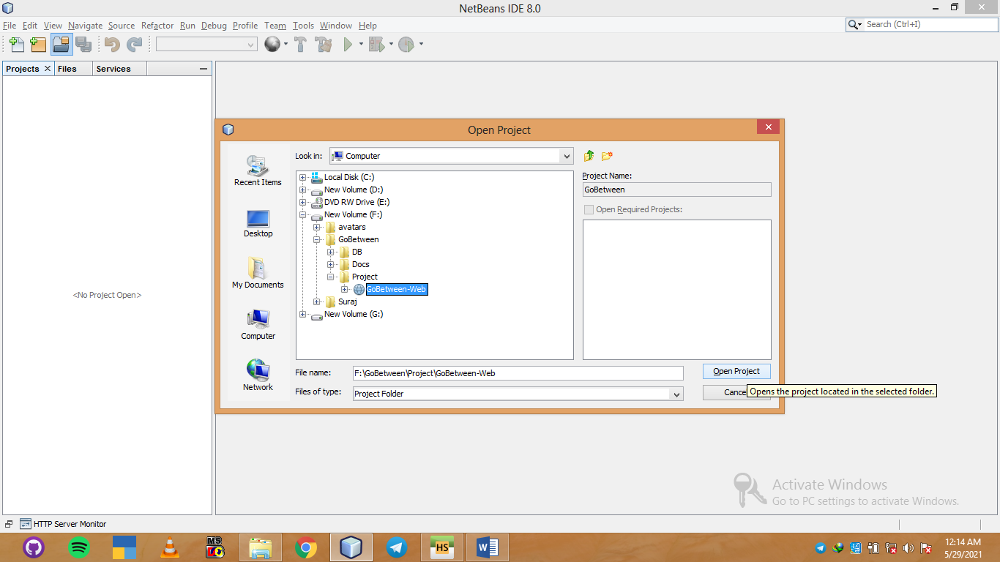 NetBeans IDE 8.0
File Edit View Navigate Source Refactor Run Debug Profile Team Tools Window Help
Search (Ctrl+I)
Projects Files Services
<No Project Open>
Open Project
Look in: Computer
Recent Items
Desktop
My Documents
Computer
Network
Local Disk (C:)
New Volume (D:)
DVD RW Drive (E:)
New Volume (F:)
avatars
GoBetween
DB
Docs
Project
GoBetween-Web
Suraj
New Volume (G:)
Project Name:
GoBetween
Open Required Projects:
File name: F:\GoBetween\Project\GoBetween-Web
Files of type: Project Folder
Open Project
Cance
Opens the project located in the selected folder.
Activate Windows
Go to PC settings to activate Windows.
HTTP Server Monitor
MS
HS
W
12:14 AM
5/29/2021